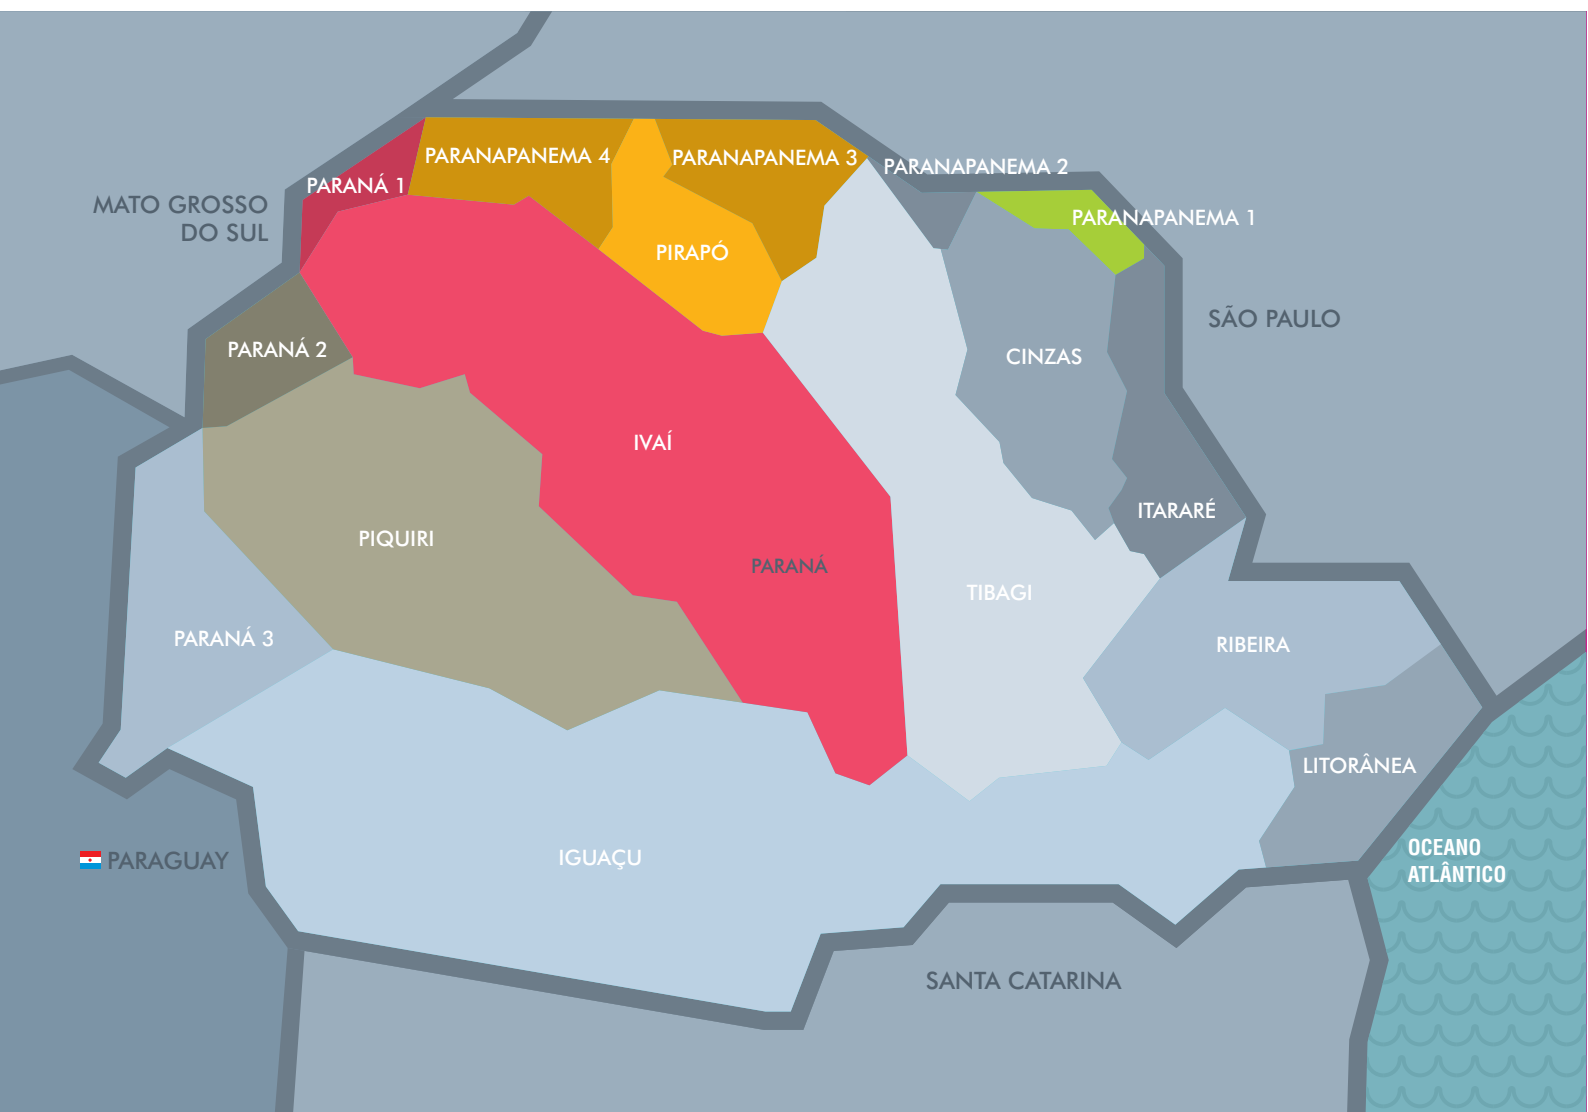 PARANAPANEMA 4
PARANAPANEMA 3
PARANAPANEMA 2
PARANÁ 1
MATO GROSSO
DO SUL
PARANAPANEMA 1
PIRAPÓ
SÃO PAULO
PARANÁ 2
CINZAS
IVAÍ
ITARARÉ
PIQUIRI
PARANÁ
TIBAGI
PARANÁ 3
RIBEIRA
LITORÂNEA
PARAGUAY
IGUAÇU
OCEANO
ATLÂNTICO
SANTA CATARINA